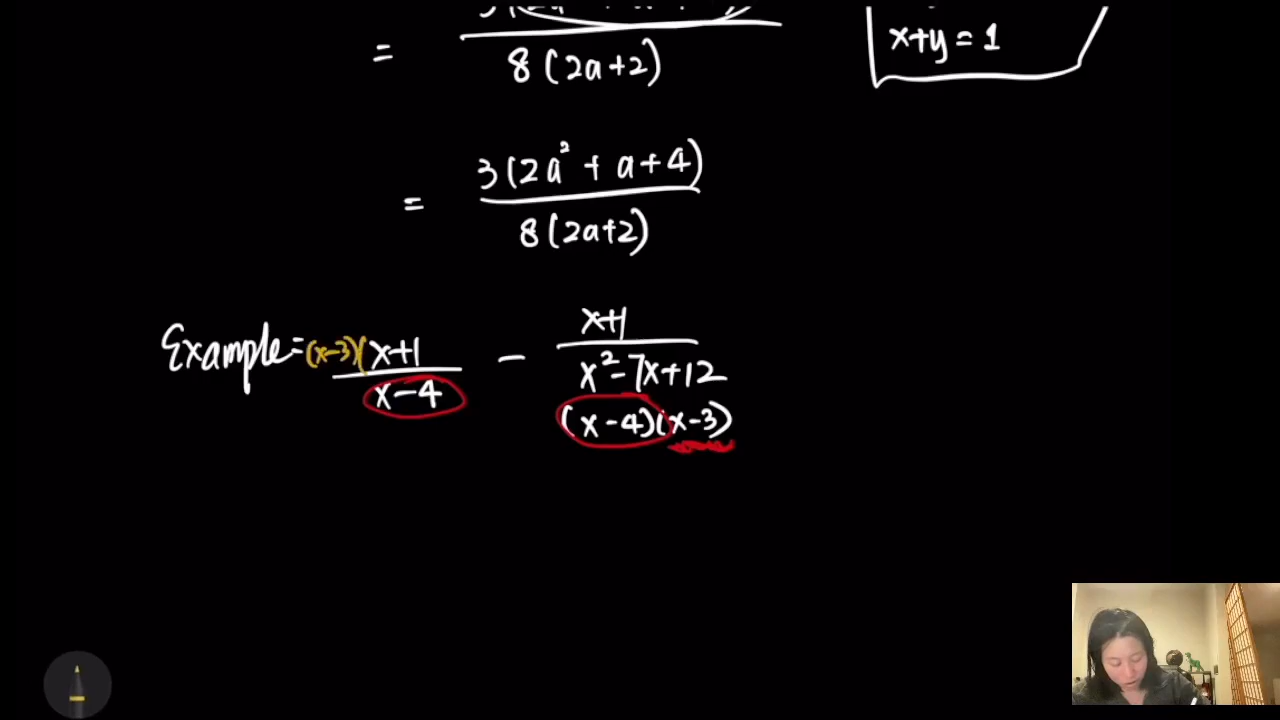 =
8(2a+2)
x+y=1
3(2a² + a+4)
=
8(2a+2)
Example= (x-3)( x+1
x-4
-
x+1
x²-7x+12
(x-4)(x-3)